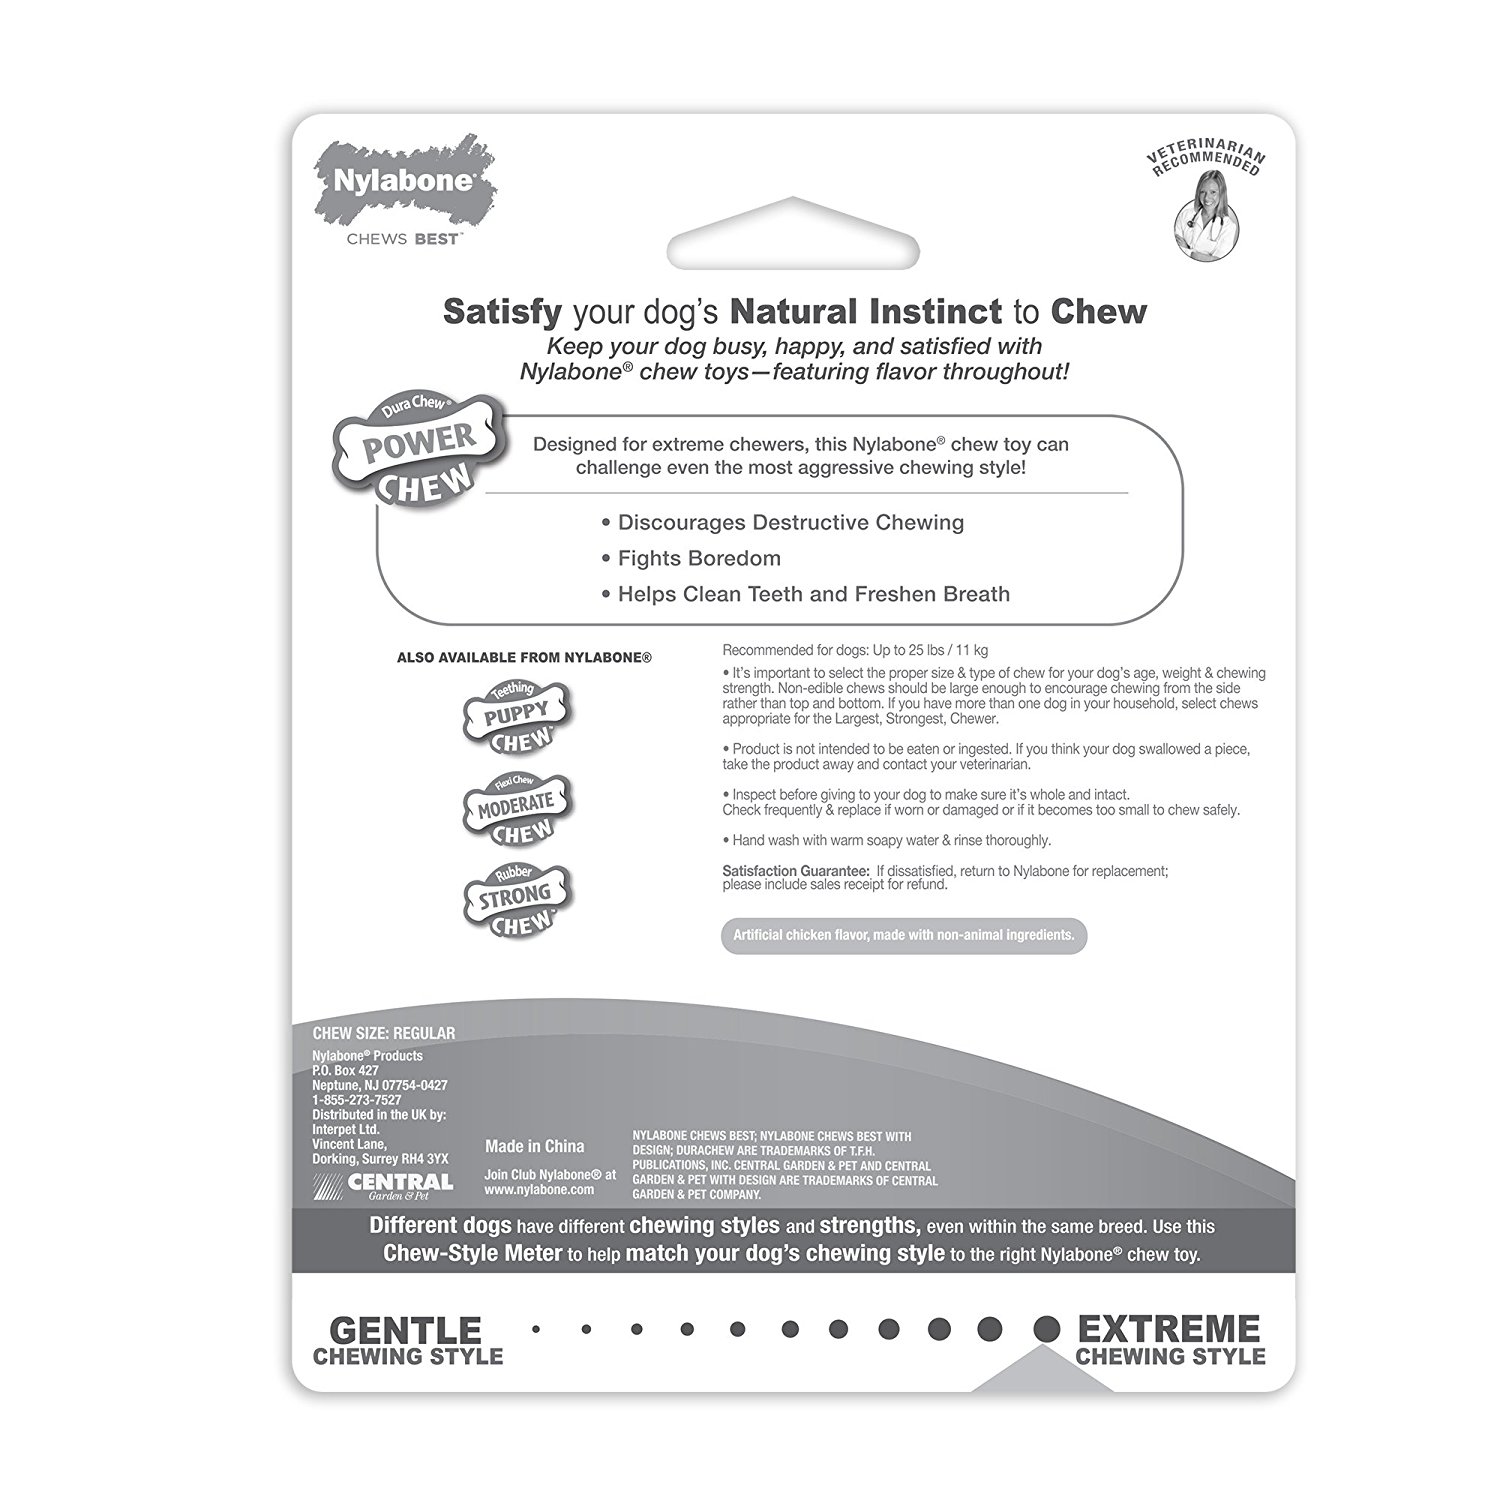 Nylabone®
CHEWS BEST™
VETERINARIAN
RECOMMENDED
Satisfy your dog's Natural Instinct to Chew
Keep your dog busy, happy, and satisfied with
Nylabone® chew toys—featuring flavor throughout!
Dura Chew®
POWER
CHEW
Designed for extreme chewers, this Nylabone® chew toy can
challenge even the most aggressive chewing style!
• Discourages Destructive Chewing
• Fights Boredom
• Helps Clean Teeth and Freshen Breath
ALSO AVAILABLE FROM NYLABONE®
Teething
PUPPY
CHEW™
Flexi Chew
MODERATE
CHEW™
Rubber
STRONG
CHEW™
Recommended for dogs: Up to 25 lbs / 11 kg
• It's important to select the proper size & type of chew for your dog's age, weight & chewing
strength. Non-edible chews should be large enough to encourage chewing from the side
rather than top and bottom. If you have more than one dog in your household, select chews
appropriate for the Largest, Strongest, Chewer.
• Product is not intended to be eaten or ingested. If you think your dog swallowed a piece,
take the product away and contact your veterinarian.
• Inspect before giving to your dog to make sure it's whole and intact.
Check frequently & replace if worn or damaged or if it becomes too small to chew safely.
• Hand wash with warm soapy water & rinse thoroughly.
Satisfaction Guarantee: If dissatisfied, return to Nylabone for replacement;
please include sales receipt for refund.
Artificial chicken flavor, made with non-animal ingredients.
CHEW SIZE: REGULAR
Nylabone® Products
P.O. Box 427
Neptune, NJ 07754-0427
1-855-273-7527
Distributed in the UK by:
Interpet Ltd.
Vincent Lane,
Dorking, Surrey RH4 3YX
CENTRAL
Garden & Pet
Made in China
Join Club Nylabone® at
www.nylabone.com
NYLABONE CHEWS BEST; NYLABONE CHEWS BEST WITH
DESIGN; DURACHEW ARE TRADEMARKS OF T.F.H.
PUBLICATIONS, INC. CENTRAL GARDEN & PET AND CENTRAL
GARDEN & PET WITH DESIGN ARE TRADEMARKS OF CENTRAL
GARDEN & PET COMPANY.
Different dogs have different chewing styles and strengths, even within the same breed. Use this
Chew-Style Meter to help match your dog's chewing style to the right Nylabone® chew toy.
GENTLE
CHEWING STYLE
EXTREME
CHEWING STYLE